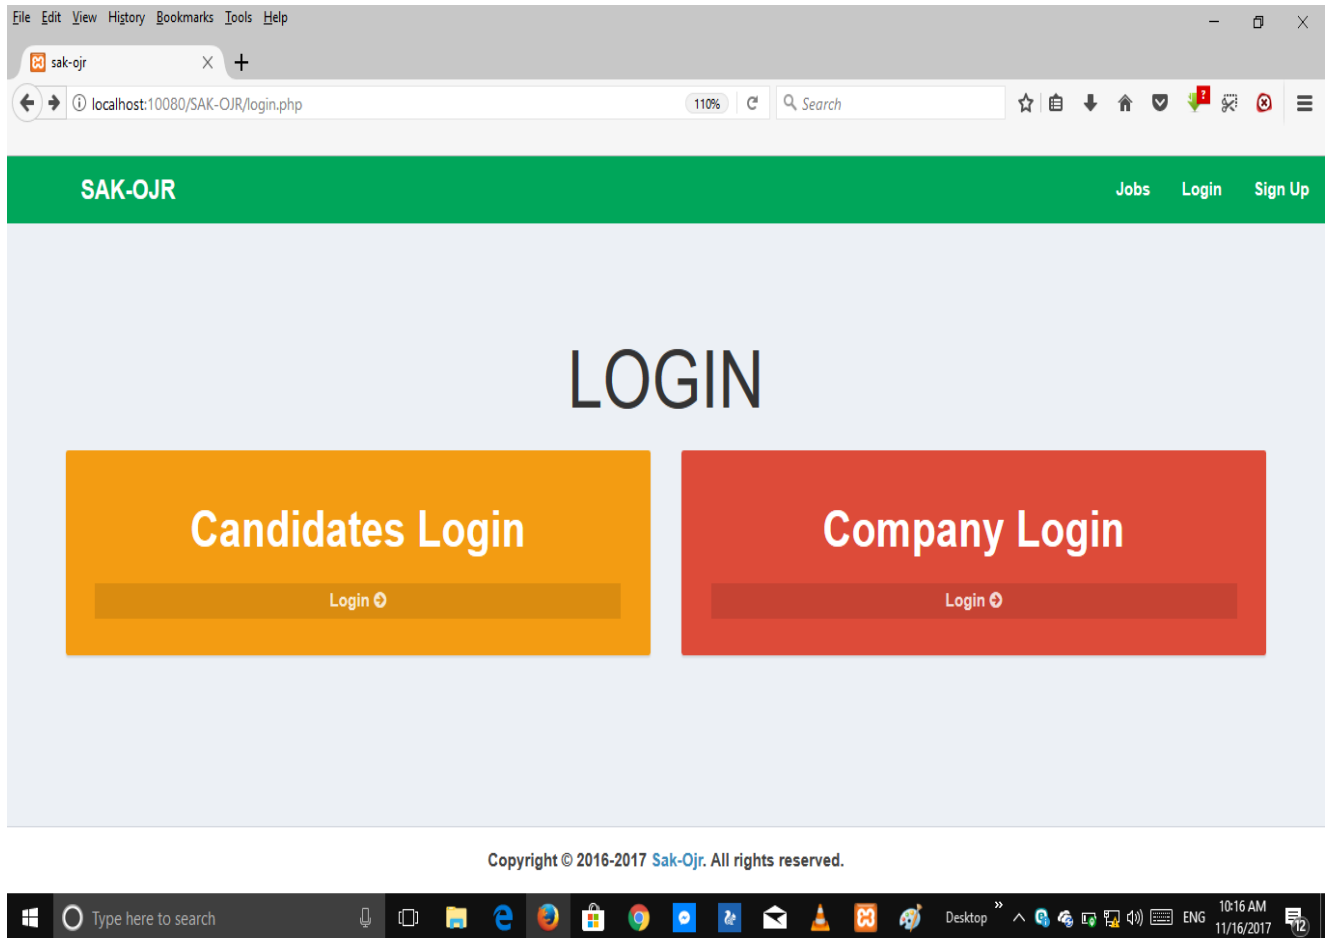 File Edit View History Bookmarks Tools Help
sak-ojr
localhost:10080/SAK-OJR/login.php 110% Search
SAK-OJR Jobs Login Sign Up
LOGIN
Candidates Login Company Login
Login Login
Copyright © 2016-2017 Sak-Ojr. All rights reserved.
Type here to search Desktop ENG 10:16 AM
11/16/2017 12